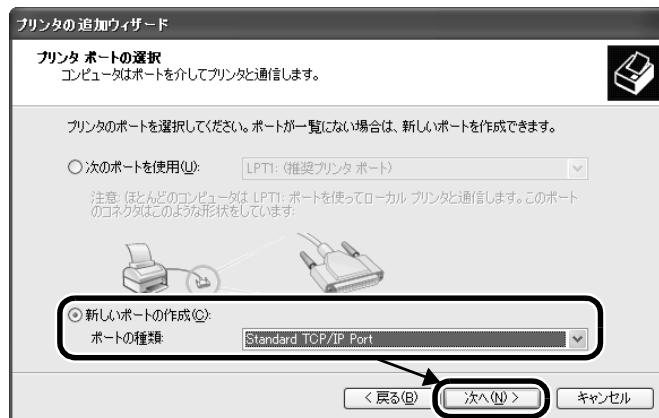 プリンタの追加ウィザード
プリンタ ポートの選択
コンピュータはポートを介してプリンタと通信します。
プリンタのポートを選択してください。ポートが一覧にない場合は、新しいポートを作成できます。
次のポートを使用(U): LPT1: (推奨プリンタ ポート)
注意: ほとんどのコンピュータは LPT1: ポートを使ってローカル プリンタと通信します。このポート
のコネクタはこのような形状をしています:
新しいポートの作成(C):
ポートの種類: Standard TCP/IP Port
< 戻る(B) 次へ(N) > キャンセル